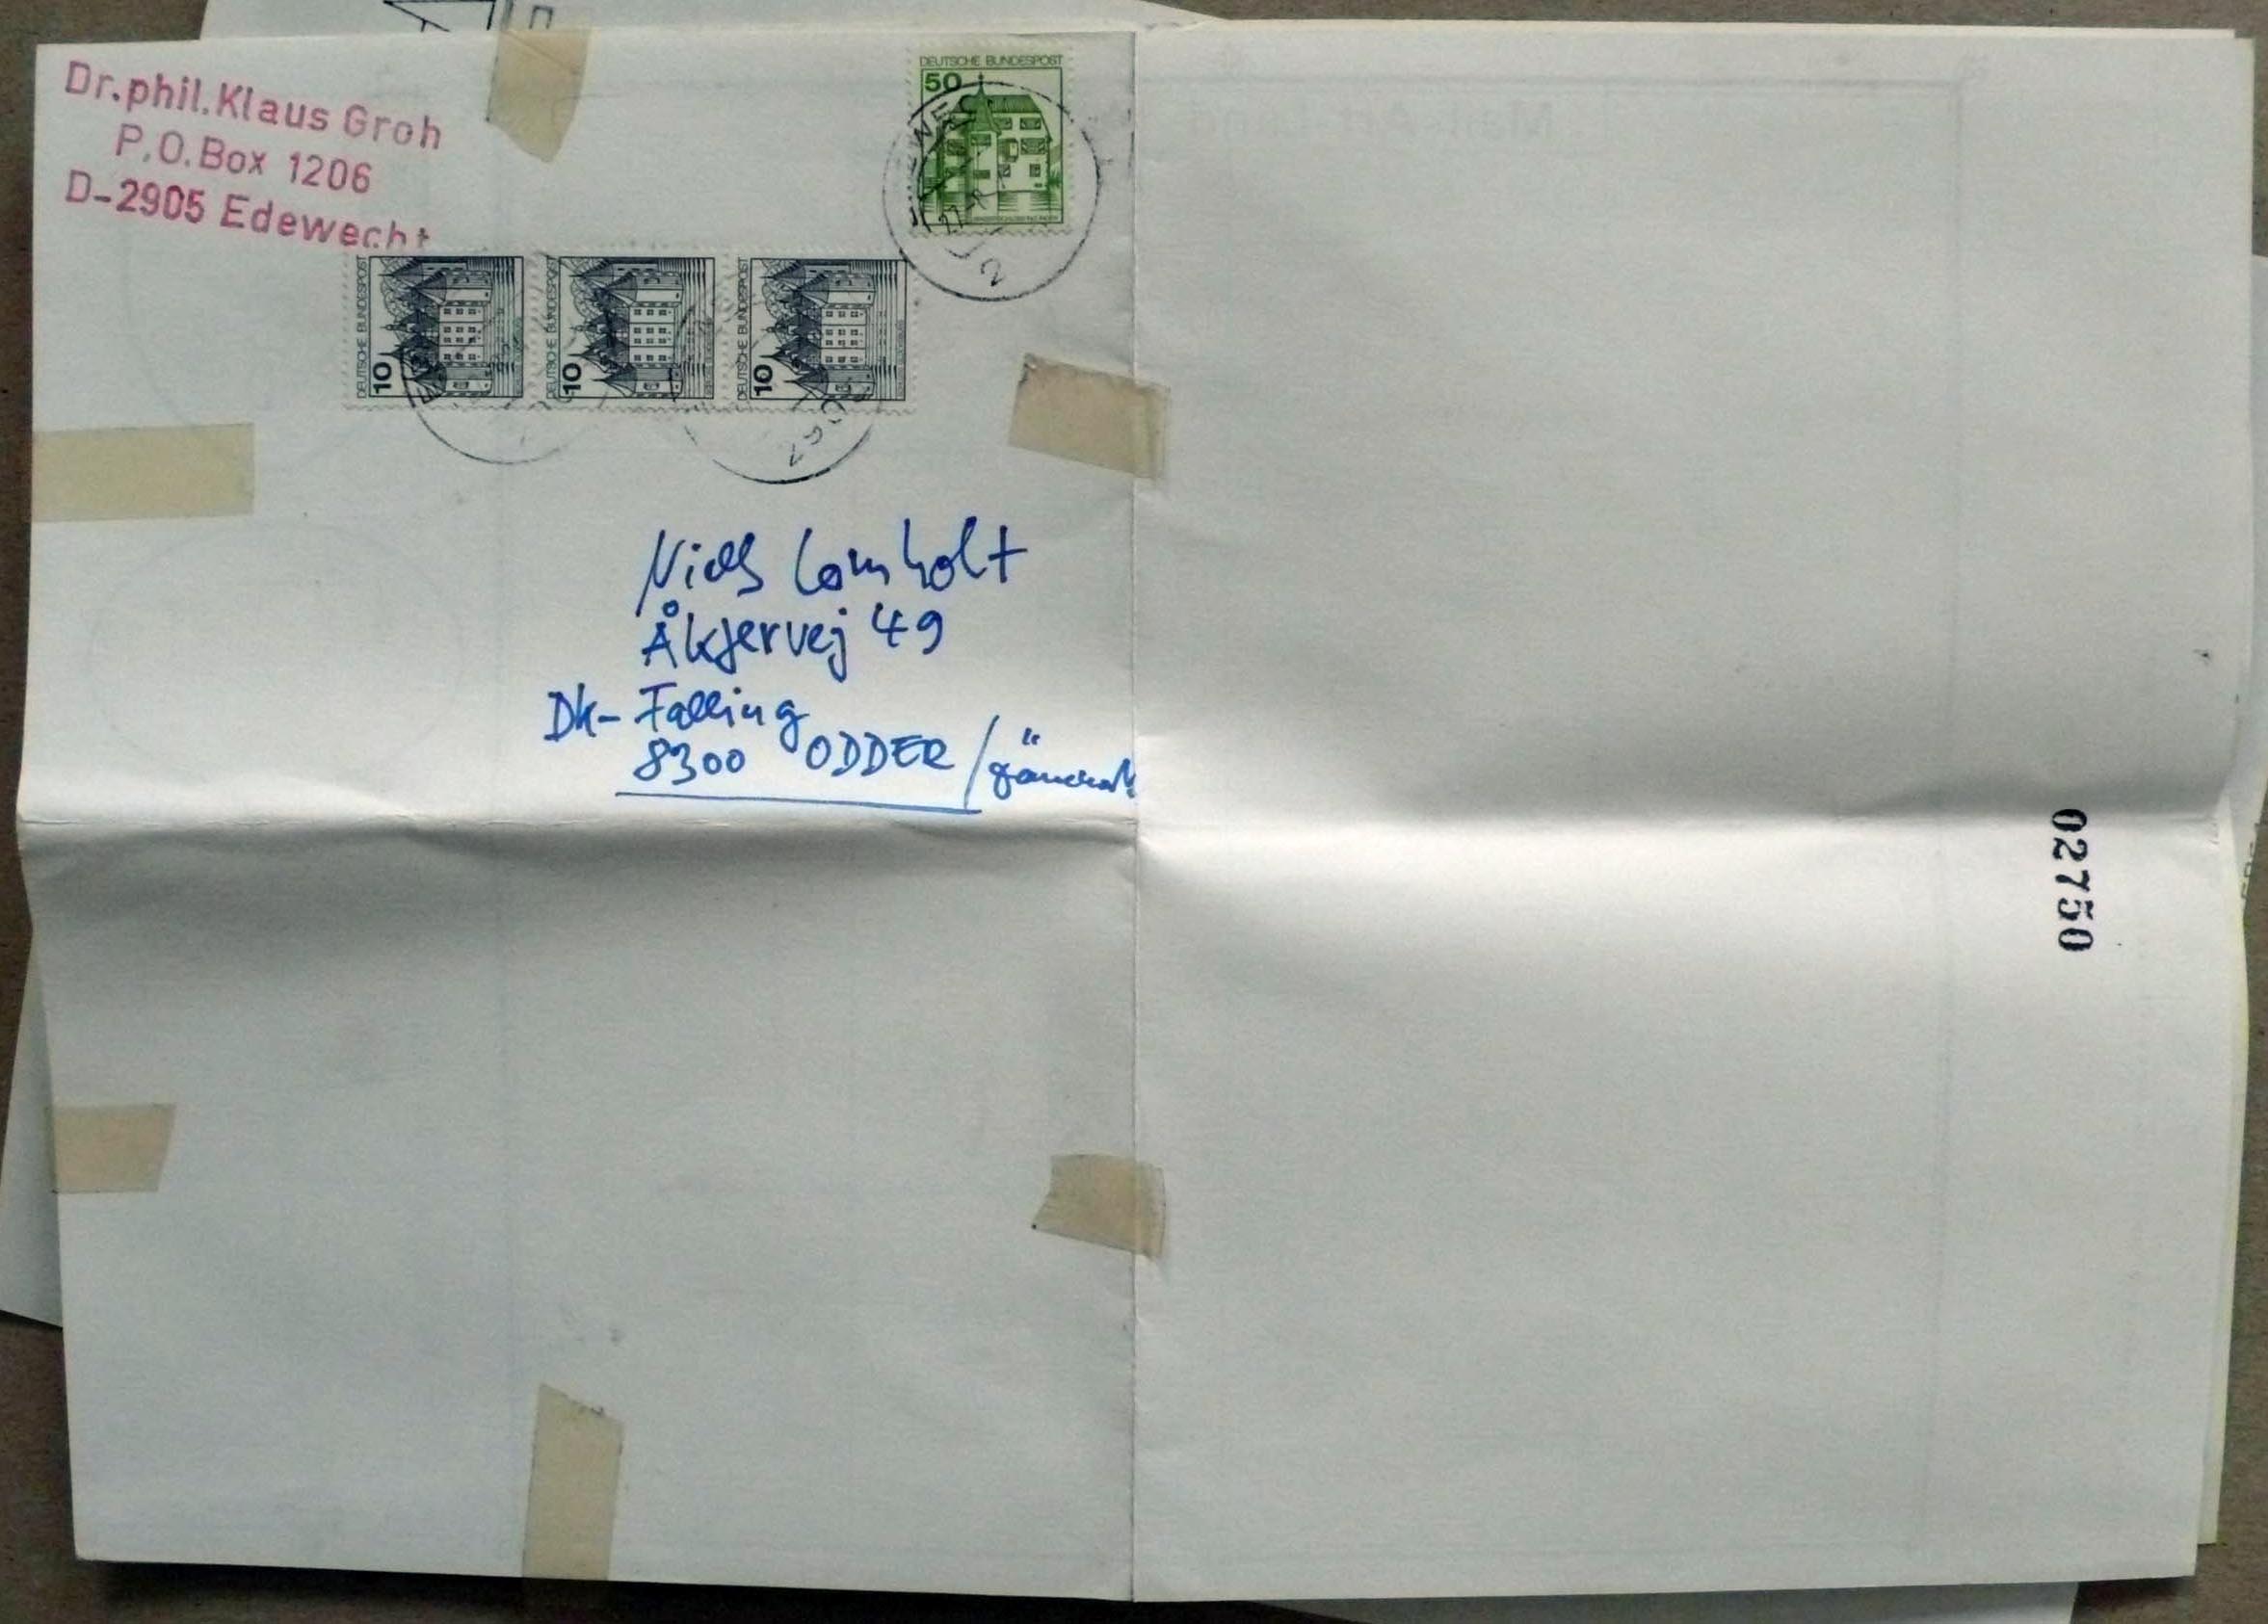 Dr.phil.Klaus Groh
P.O.Box 1206
D-2905 Edewecht
DEUTSCHE BUNDESPOST
50
DEUTSCHE BUNDESPOST
10
DEUTSCHE BUNDESPOST
10
DEUTSCHE BUNDESPOST
10
Niels Lomholt
Åkjervej 49
Dk- Falling
8300 ODDER /
02750